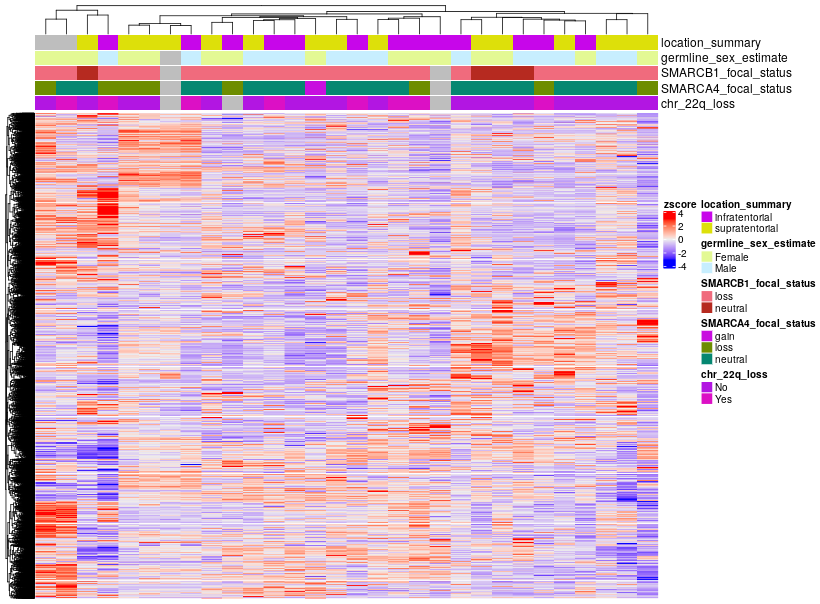 location_summary
germline_sex_estimate
SMARCB1_focal_status
SMARCA4_focal_status
chr_22q_loss
zscore
4
2
0
-2
-4
location_summary
Infratentorial
supratentorial
germline_sex_estimate
Female
Male
SMARCB1_focal_status
loss
neutral
SMARCA4_focal_status
gain
loss
neutral
chr_22q_loss
No
Yes